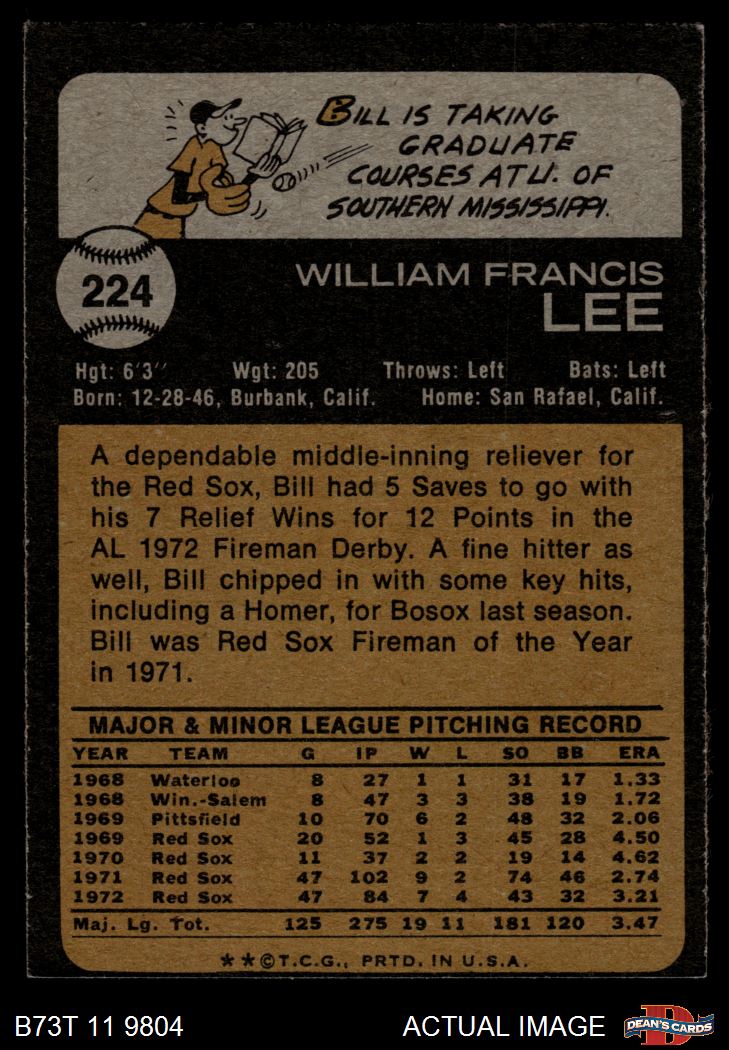 BILL IS TAKING
GRADUATE
COURSES AT U. OF
SOUTHERN MISSISSIPPI.
224
WILLIAM FRANCIS
LEE
Hgt: 6'3" Wgt: 205 Throws: Left Bats: Left
Born: 12-28-46, Burbank, Calif. Home: San Rafael, Calif.
A dependable middle-inning reliever for
the Red Sox, Bill had 5 Saves to go with
his 7 Relief Wins for 12 Points in the
AL 1972 Fireman Derby. A fine hitter as
well, Bill chipped in with some key hits,
including a Homer, for Bosox last season.
Bill was Red Sox Fireman of the Year
in 1971.
MAJOR & MINOR LEAGUE PITCHING RECORD
YEAR TEAM G IP W L SO BB ERA
1968 Waterloo 8 27 1 1 31 17 1.33
1968 Win.-Salem 8 47 3 3 38 19 1.72
1969 Pittsfield 10 70 6 2 48 32 2.06
1969 Red Sox 20 52 1 3 45 28 4.50
1970 Red Sox 11 37 2 2 19 14 4.62
1971 Red Sox 47 102 9 2 74 46 2.74
1972 Red Sox 47 84 7 4 43 32 3.21
Maj. Lg. Tot. 125 275 19 11 181 120 3.47
**©T.C.G., PRTD. IN U.S.A.
B73T 11 9804 ACTUAL IMAGE DEAN'S CARDS